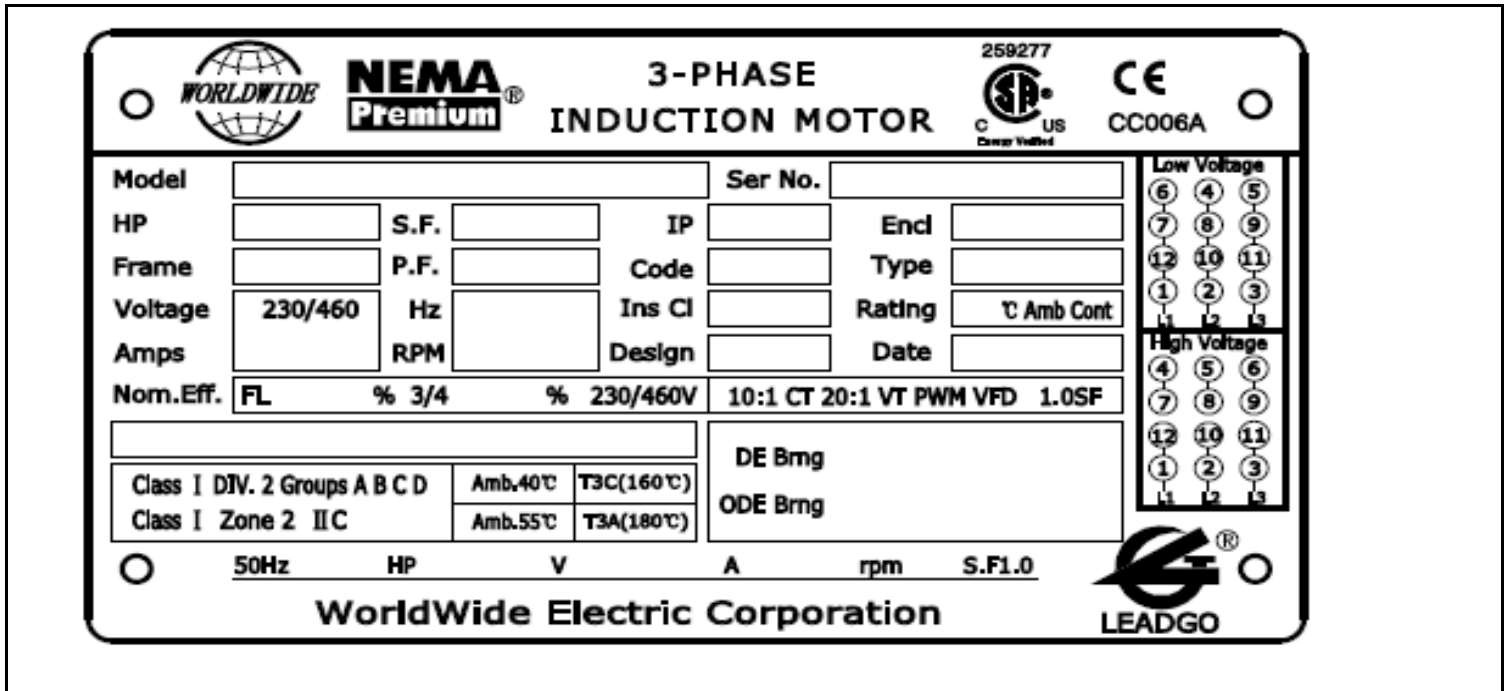 WORLDWIDE
NEMA®
Premium
3-PHASE
INDUCTION MOTOR
259277
SA®
C US
Energy Verified
CE
CC006A
Model Ser No.
HP S.F. IP Encl
Frame P.F. Code Type
Voltage 230/460 Hz Ins Cl Rating °C Amb Cont
Amps RPM Design Date
Nom.Eff. FL % 3/4 % 230/460V 10:1 CT 20:1 VT PWM VFD 1.0SF
Class I DIV. 2 Groups A B C D Amb.40°C T3C(160°C)
Class I Zone 2 IIC Amb.55°C T3A(180°C)
DE Brng
ODE Brng
50Hz HP V A rpm S.F1.0
WorldWide Electric Corporation
Low Voltage
6 4 5
7 8 9
12 10 11
1 2 3
L1 L2 L3
High Voltage
4 5 6
7 8 9
12 10 11
1 2 3
L1 L2 L3
®
LEADGO